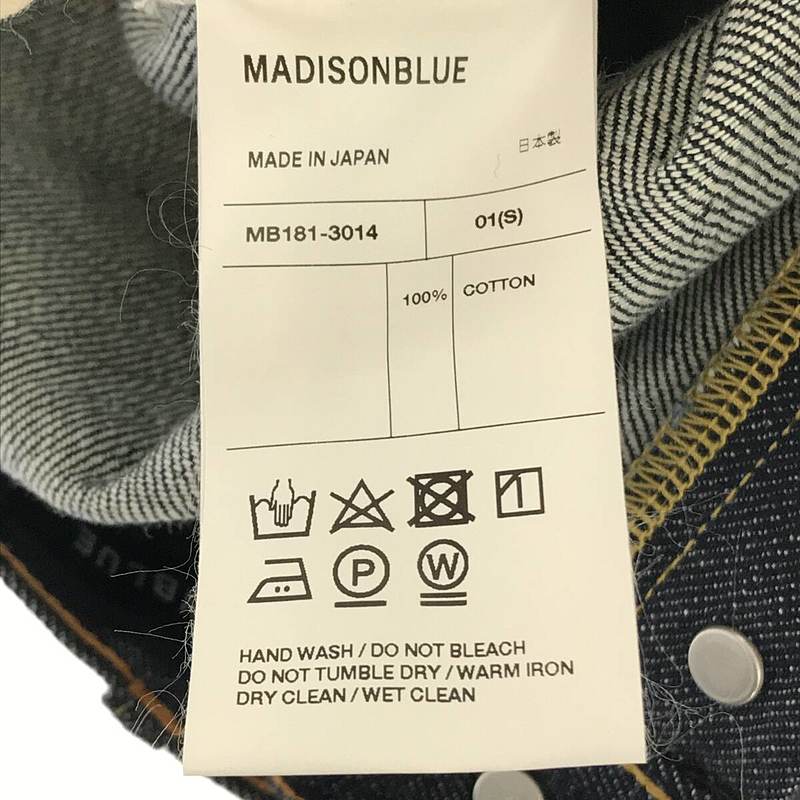 MADISONBLUE
MADE IN JAPAN 日本製
MB181-3014 01(S)
100% COTTON
P W
HAND WASH / DO NOT BLEACH
DO NOT TUMBLE DRY / WARM IRON
DRY CLEAN / WET CLEAN
BLUE